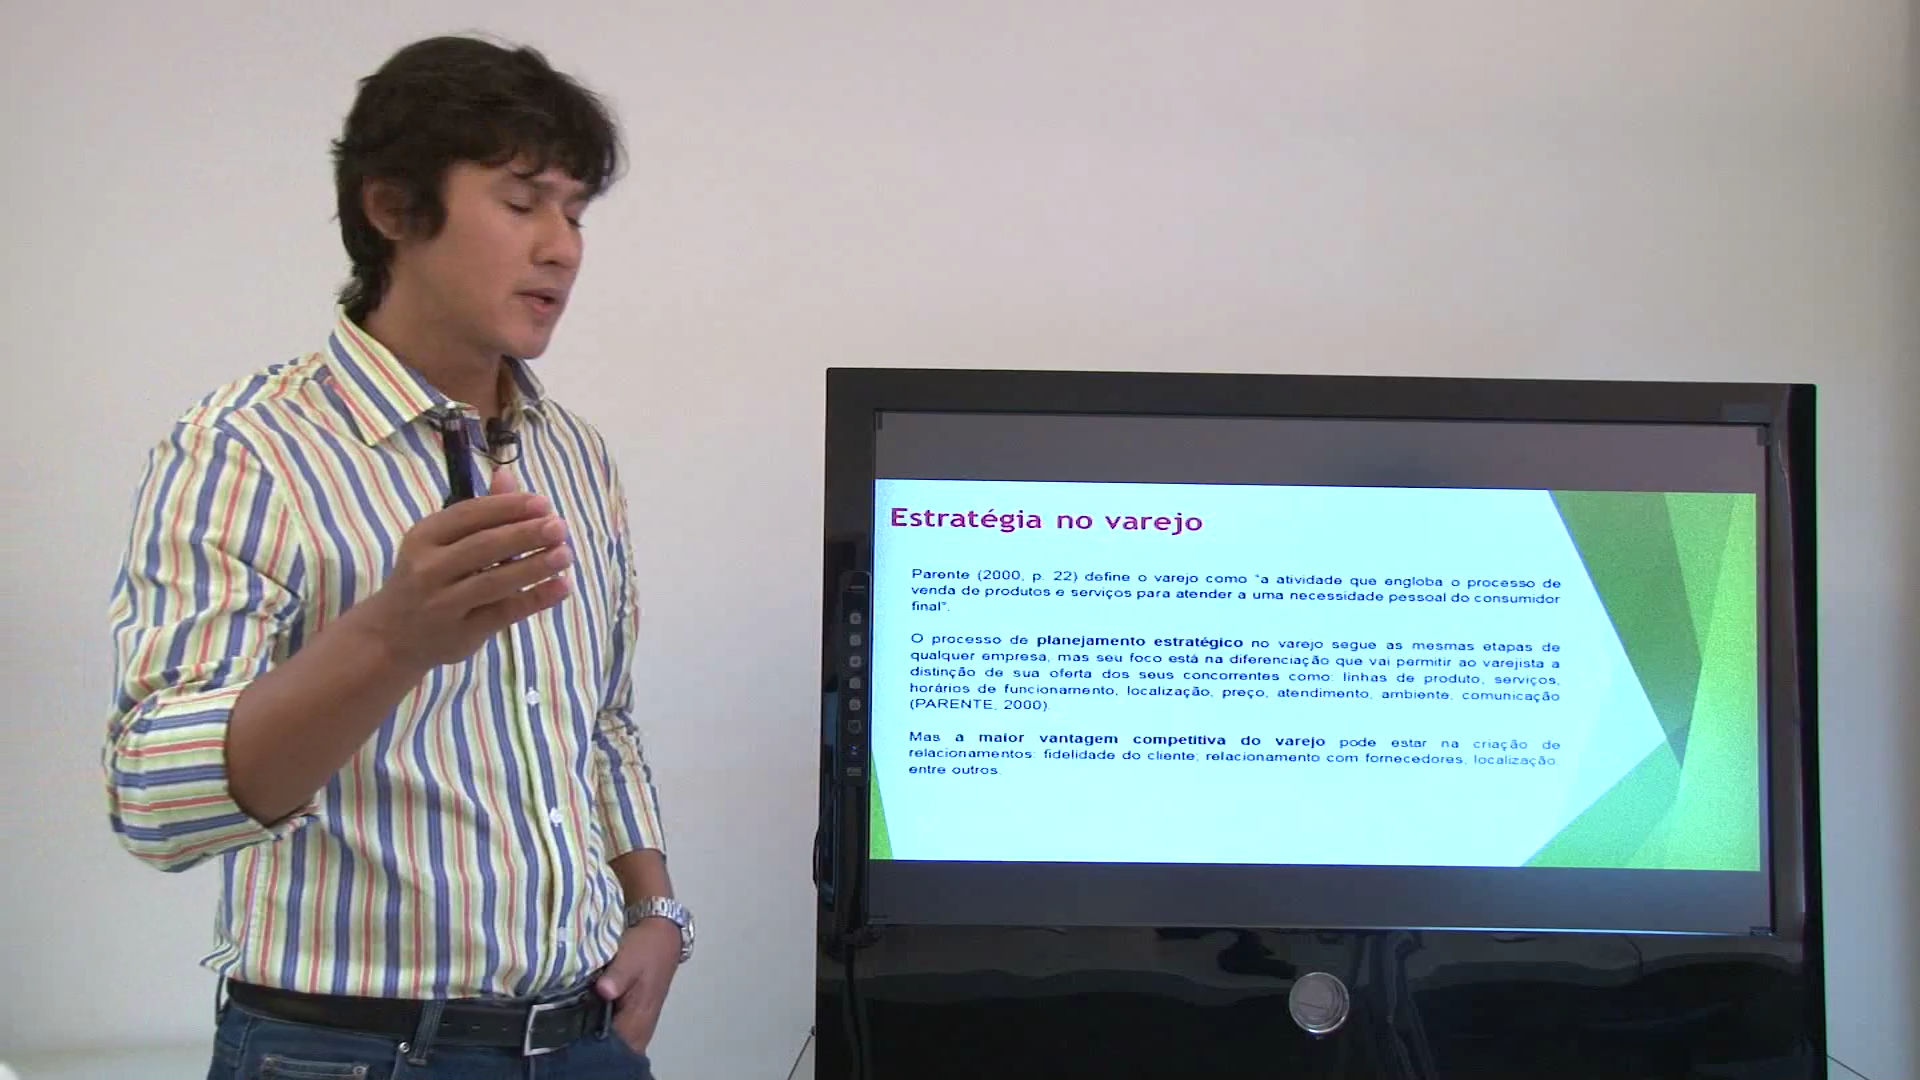 Estratégia no varejo
Parente (2000, p. 22) define o varejo como "a atividade que engloba o processo de
venda de produtos e serviços para atender a uma necessidade pessoal do consumidor
final".
O processo de planejamento estratégico no varejo segue as mesmas etapas de
qualquer empresa, mas seu foco está na diferenciação que vai permitir ao varejista a
distinção de sua oferta dos seus concorrentes como: linhas de produto, serviços,
horários de funcionamento, localização, preço, atendimento, ambiente, comunicação
(PARENTE, 2000).
Mas a maior vantagem competitiva do varejo pode estar na criação de
relacionamentos: fidelidade do cliente; relacionamento com fornecedores, localização,
entre outros.